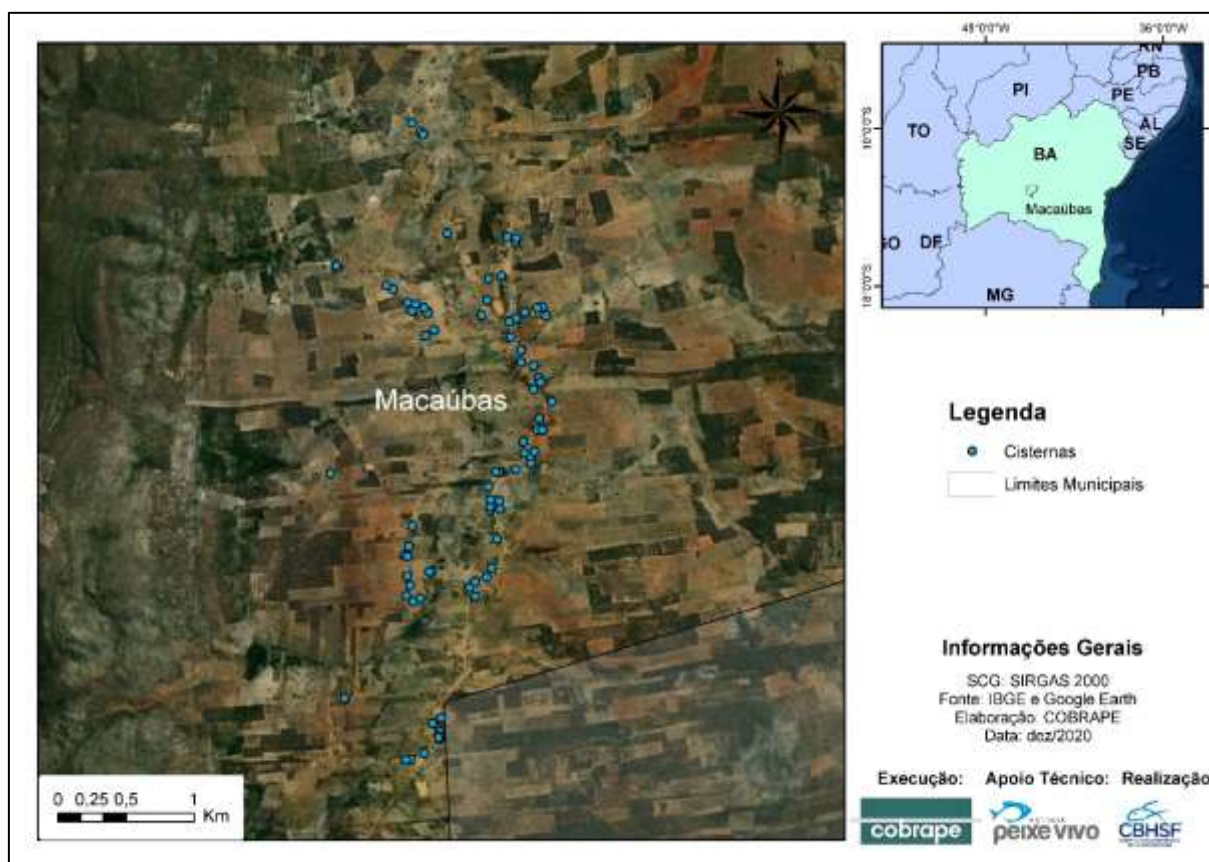 Macaúbas
0 0,25 0,5 1
Km
48°0'0"W 36°0'0"W
10°0'0"S
18°0'0"S
RN
PB
PI
PE
AL
TO
SE
BA
Macaúbas
GO
DF
MG
Legenda
Cisternas
Limites Municipais
Informações Gerais
SCG: SIRGAS 2000
Fonte: IBGE e Google Earth
Elaboração: COBRAPE
Data: dez/2020
Execução: Apoio Técnico: Realização
cobrape
peixe vivo
CBHSF